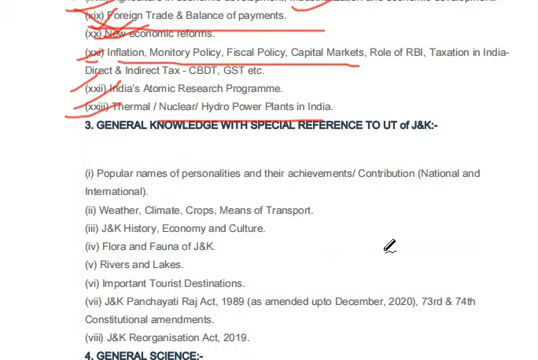 (xix) Foreign Trade & Balance of payments.
(xx) New economic reforms.
(xxi) Inflation, Monitory Policy, Fiscal Policy, Capital Markets, Role of RBI, Taxation in India-
Direct & Indirect Tax - CBDT, GST etc.
(xxii) India's Atomic Research Programme.
(xxiii) Thermal / Nuclear/ Hydro Power Plants in India.
3. GENERAL KNOWLEDGE WITH SPECIAL REFERENCE TO UT of J&K:-
(i) Popular names of personalities and their achievements/ Contribution (National and
International).
(ii) Weather, Climate, Crops, Means of Transport.
(iii) J&K History, Economy and Culture.
(iv) Flora and Fauna of J&K.
(v) Rivers and Lakes.
(vi) Important Tourist Destinations.
(vii) J&K Panchayati Raj Act, 1989 (as amended upto December, 2020), 73rd & 74th
Constitutional amendments.
(viii) J&K Reorganisation Act, 2019.
4. GENERAL SCIENCE:-